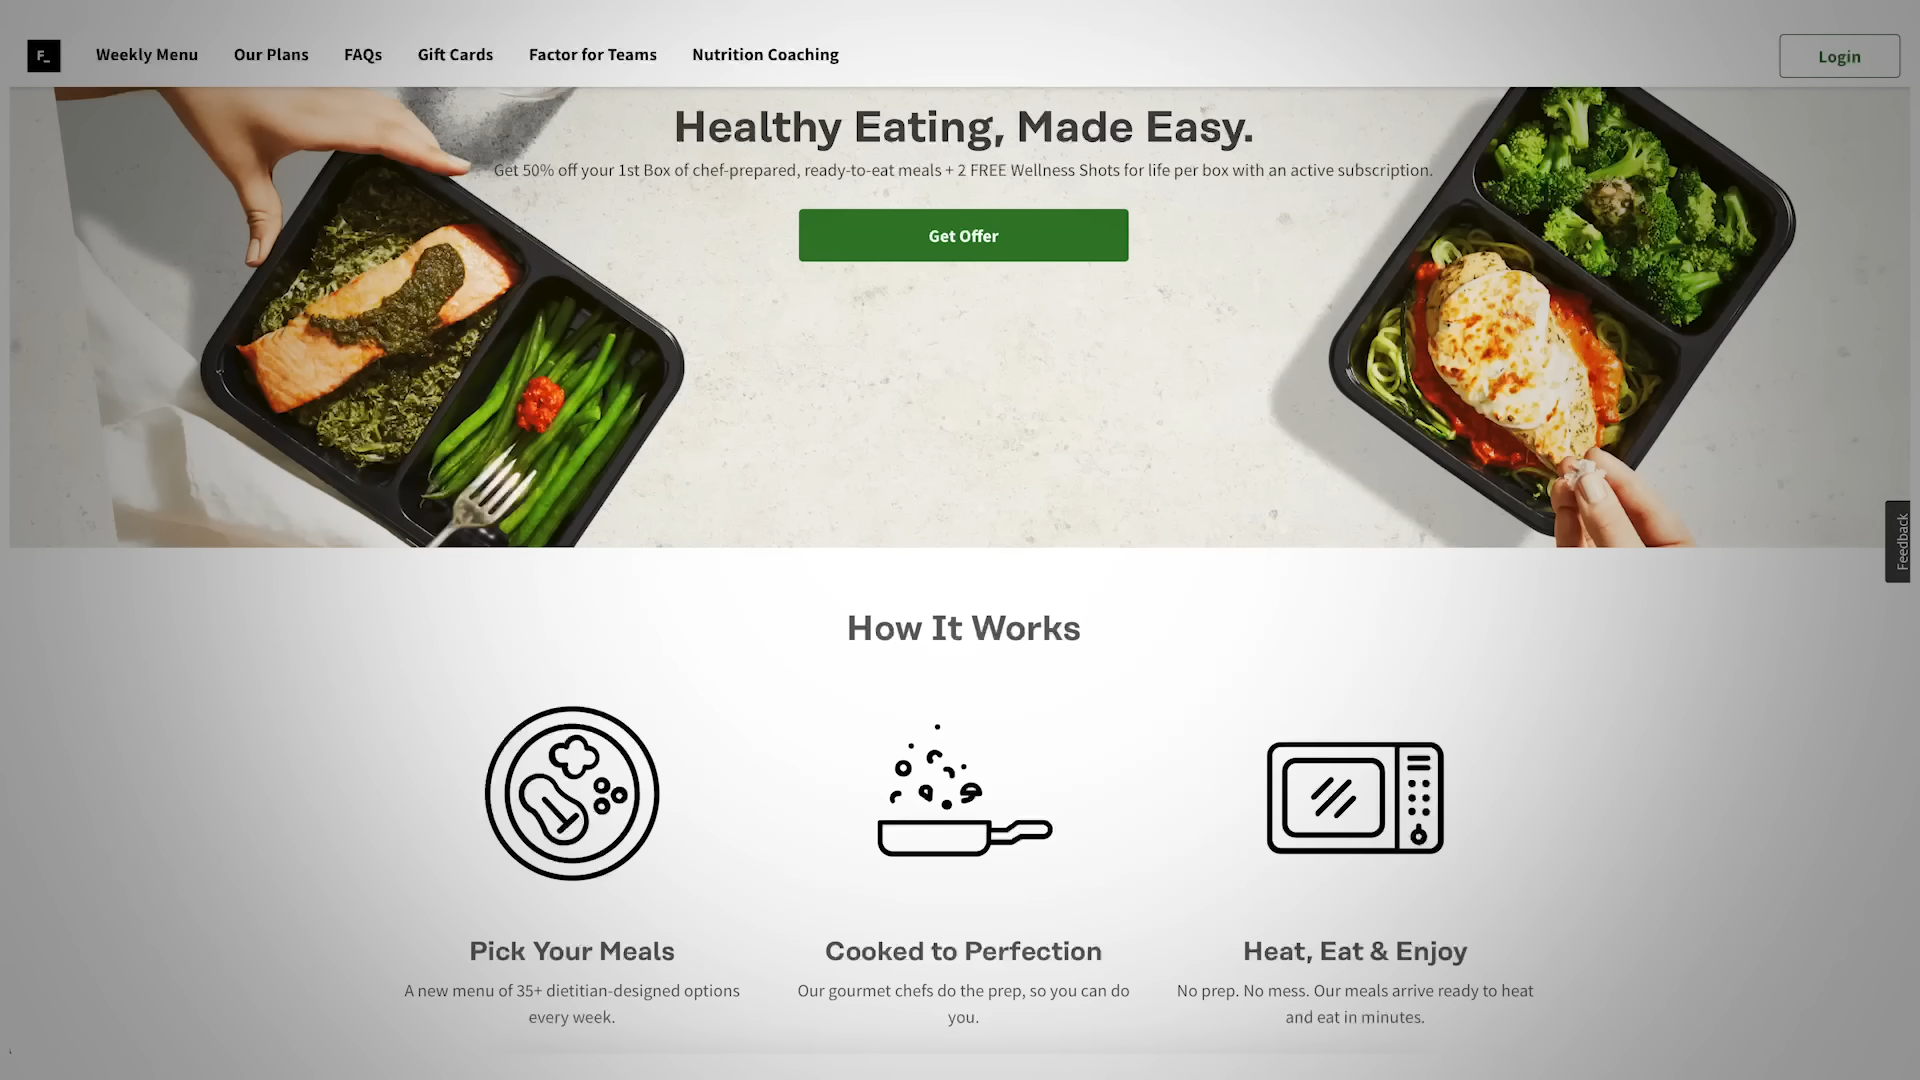 F_
Weekly Menu
Our Plans
FAQs
Gift Cards
Factor for Teams
Nutrition Coaching
Login
Healthy Eating, Made Easy.
Get 50% off your 1st Box of chef-prepared, ready-to-eat meals + 2 FREE Wellness Shots for life per box with an active subscription.
Get Offer
Feedback
How It Works
Pick Your Meals
A new menu of 35+ dietitian-designed options
every week.
Cooked to Perfection
Our gourmet chefs do the prep, so you can do
you.
Heat, Eat & Enjoy
No prep. No mess. Our meals arrive ready to heat
and eat in minutes.